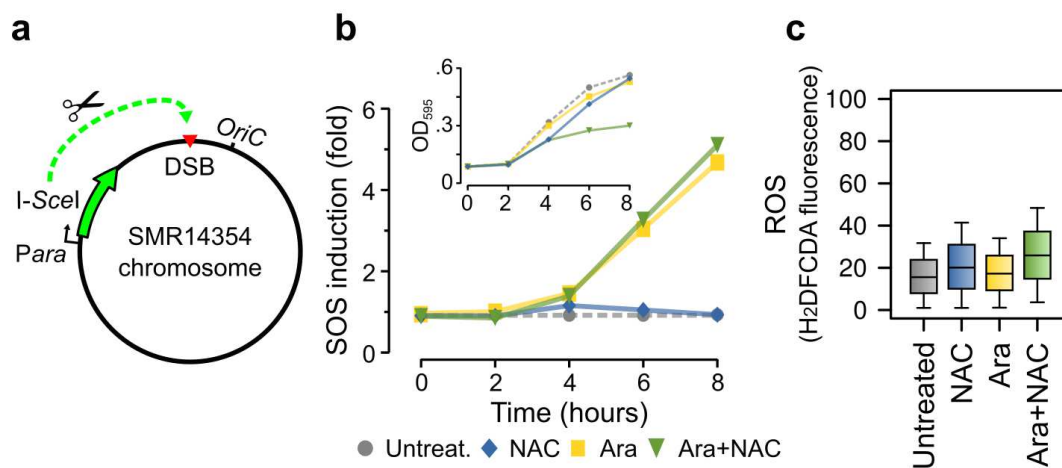 a
OriC
DSB
I-SceI
Para
SMR14354
chromosome
b
SOS induction (fold)
6
4
2
0
OD595
.6
.3
0
0 2 4 6 8
0 2 4 6 8
Time (hours)
Untreat. NAC Ara Ara+NAC
c
ROS
(H2DFCDA fluorescence)
100
80
60
40
20
0
Untreated
NAC
Ara
Ara+NAC